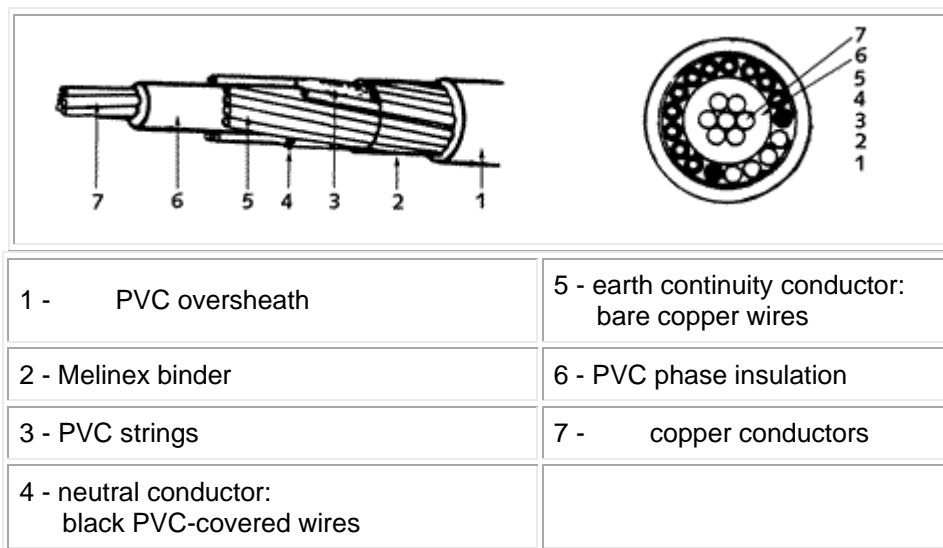 7 6 5 4 3 2 1
7
6
5
4
3
2
1
1 - PVC oversheath
5 - earth continuity conductor:
bare copper wires
2 - Melinex binder
6 - PVC phase insulation
3 - PVC strings
7 - copper conductors
4 - neutral conductor:
black PVC-covered wires